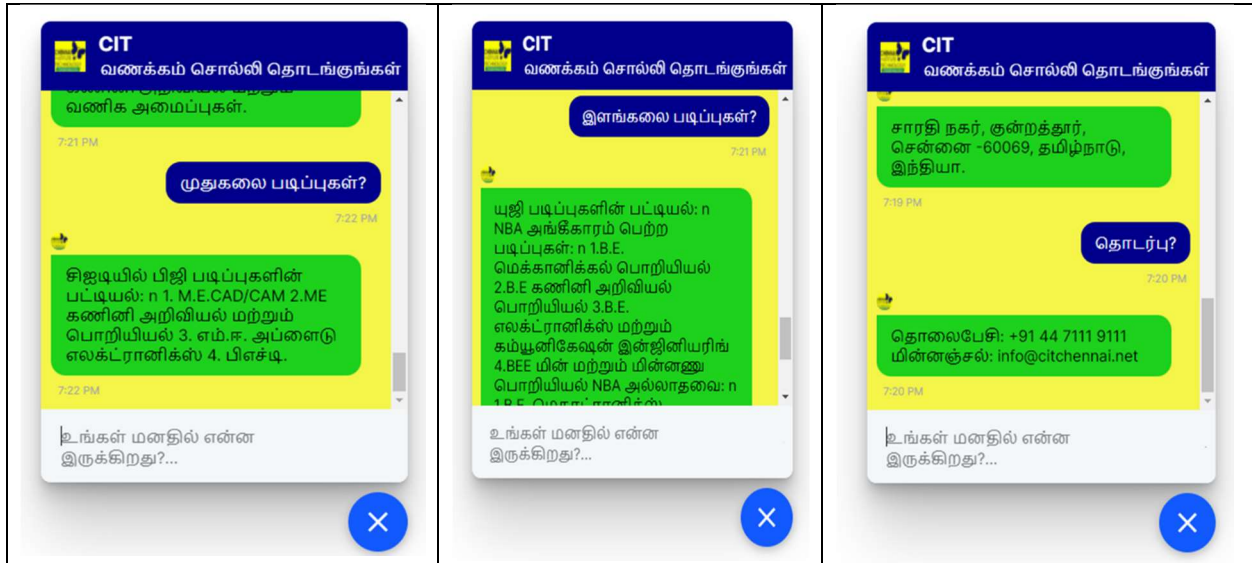 CIT
வணக்கம் சொல்லி தொடங்குங்கள்
வணிக அமைப்புகள்.
7:21 PM
முதுகலை படிப்புகள்?
7:22 PM
சிஐடியில் பிஜி படிப்புகளின்
பட்டியல்: n 1. M.E.CAD/CAM 2.ME
கணினி அறிவியல் மற்றும்
பொறியியல் 3. எம்.ஈ. அப்ளைடு
எலக்ட்ரானிக்ஸ் 4. பிஎச்டி.
7:22 PM
உங்கள் மனதில் என்ன
இருக்கிறது?...
CIT
வணக்கம் சொல்லி தொடங்குங்கள்
இளங்கலை படிப்புகள்?
7:21 PM
யுஜி படிப்புகளின் பட்டியல்: n
NBA அங்கீகாரம் பெற்ற
படிப்புகள்: n 1.B.E.
மெக்கானிக்கல் பொறியியல்
2.B.E கணினி அறிவியல்
பொறியியல் 3.B.E.
எலக்ட்ரானிக்ஸ் மற்றும்
கம்யூனிகேஷன் இன்ஜினியரிங்
4.BEE மின் மற்றும் மின்னணு
பொறியியல் NBA அல்லாதவை: n
உங்கள் மனதில் என்ன
இருக்கிறது?...
CIT
வணக்கம் சொல்லி தொடங்குங்கள்
சாரதி நகர், குன்றத்தூர்,
சென்னை -60069, தமிழ்நாடு,
இந்தியா.
7:19 PM
தொடர்பு?
7:20 PM
தொலைபேசி: +91 44 7111 9111
மின்னஞ்சல்: info@citchennai.net
7:20 PM
உங்கள் மனதில் என்ன
இருக்கிறது?...